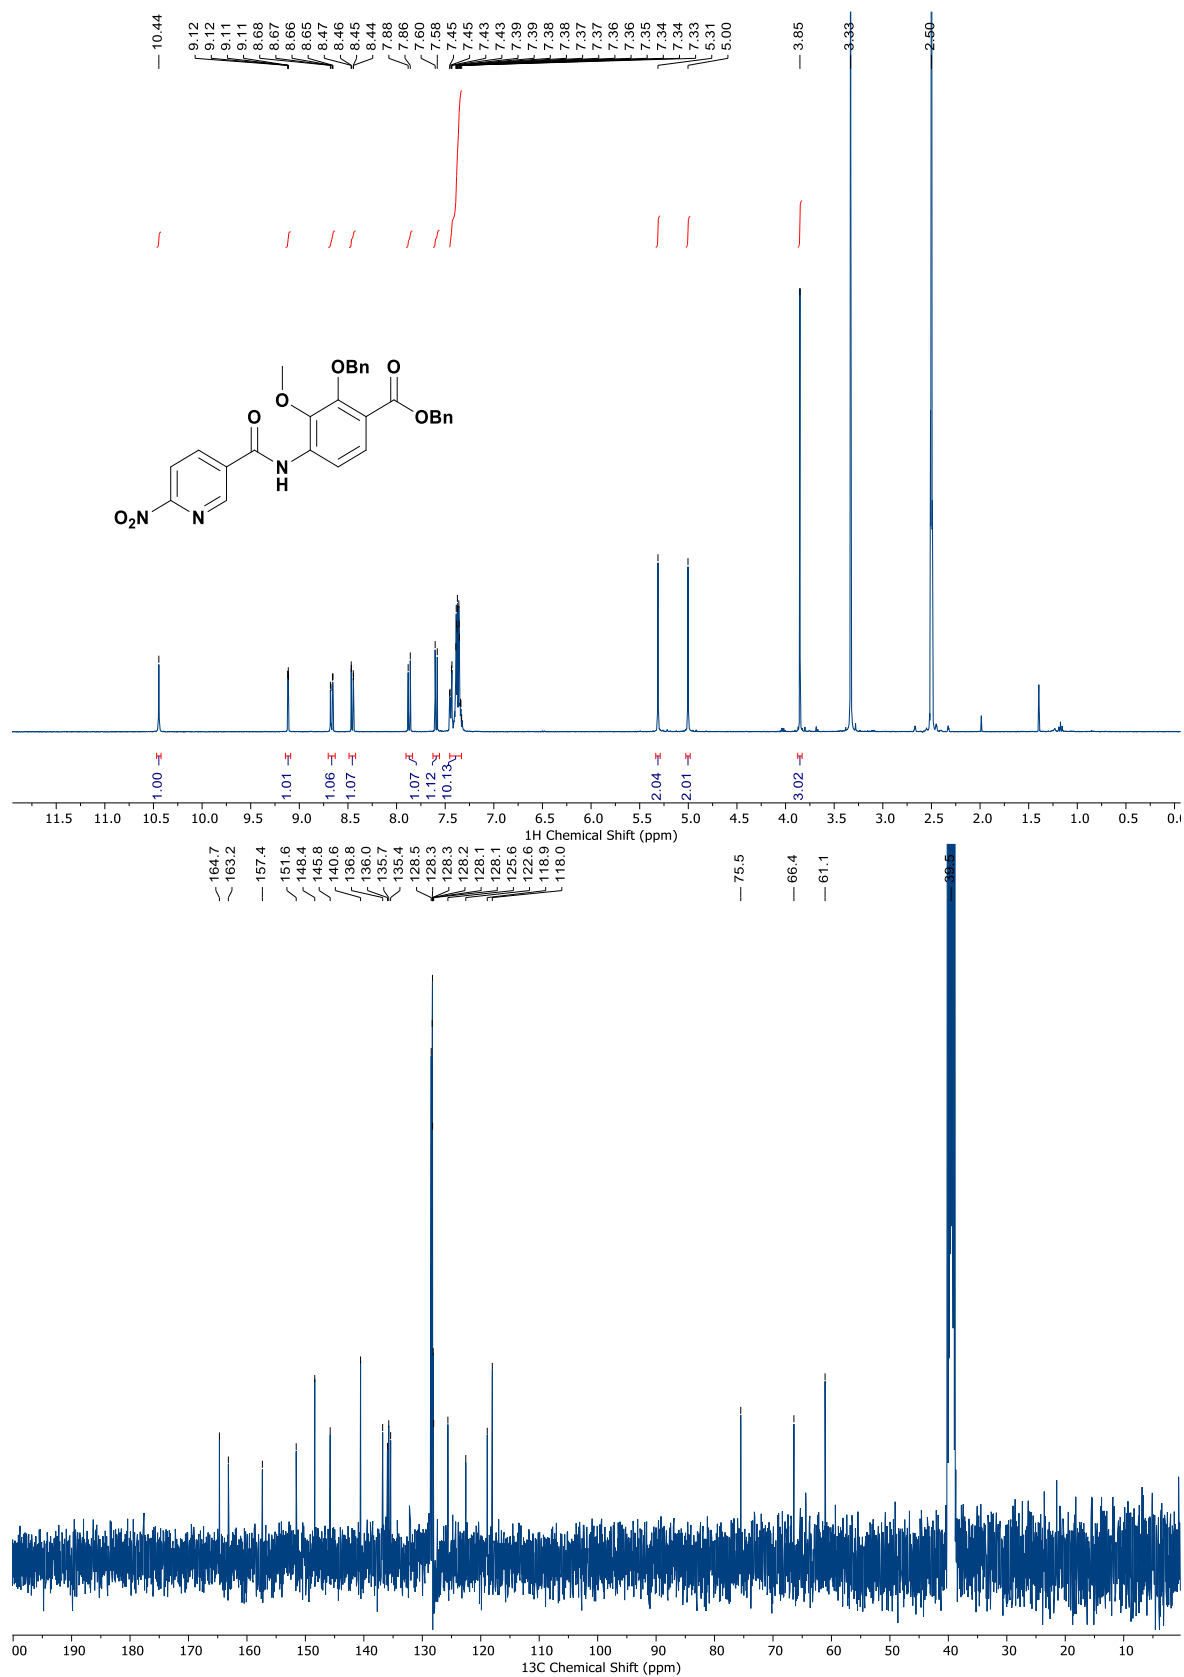 10.44 9.12 9.12 9.11 9.11 8.68 8.67 8.66 8.65 8.47 8.46 8.45 8.44 7.88 7.86 7.60 7.58 7.45 7.45 7.43 7.43 7.39 7.39 7.38 7.38 7.37 7.37 7.36 7.36 7.35 7.34 7.34 7.33 5.31 5.00 3.85 3.33 2.50
OBn
O
O
OBn
O
N
H
O2N
N
1.00 1.01 1.06 1.07 1.07 1.12 10.13 2.04 2.01 3.02
11.5 11.0 10.5 10.0 9.5 9.0 8.5 8.0 7.5 7.0 6.5 6.0 5.5 5.0 4.5 4.0 3.5 3.0 2.5 2.0 1.5 1.0 0.5 0.0
1H Chemical Shift (ppm)
164.7 163.2 157.4 151.6 148.4 145.8 140.6 136.8 136.0 135.7 135.4 128.5 128.3 128.3 128.2 128.1 128.1 125.6 122.6 118.9 118.0 75.5 66.4 61.1 39.5
00 190 180 170 160 150 140 130 120 110 100 90 80 70 60 50 40 30 20 10
13C Chemical Shift (ppm)